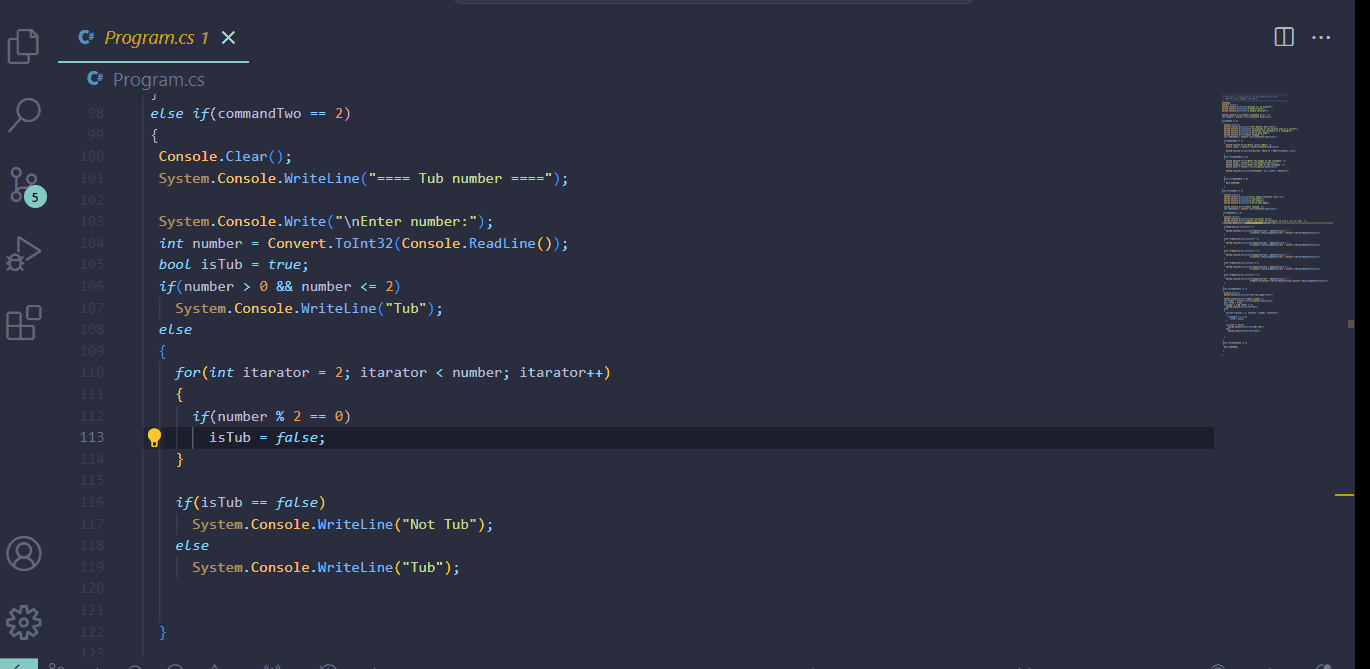 Program.cs 1
Program.cs
98 else if(commandTwo == 2)
99 {
100 Console.Clear();
101 System.Console.WriteLine("==== Tub number ====");
102
103 System.Console.Write("\nEnter number:");
104 int number = Convert.ToInt32(Console.ReadLine());
105 bool isTub = true;
106 if(number > 0 && number <= 2)
107 System.Console.WriteLine("Tub");
108 else
109 {
110 for(int itarator = 2; itarator < number; itarator++)
111 {
112 if(number % 2 == 0)
113 isTub = false;
114 }
115
116 if(isTub == false)
117 System.Console.WriteLine("Not Tub");
118 else
119 System.Console.WriteLine("Tub");
120
121
122 }
123
5